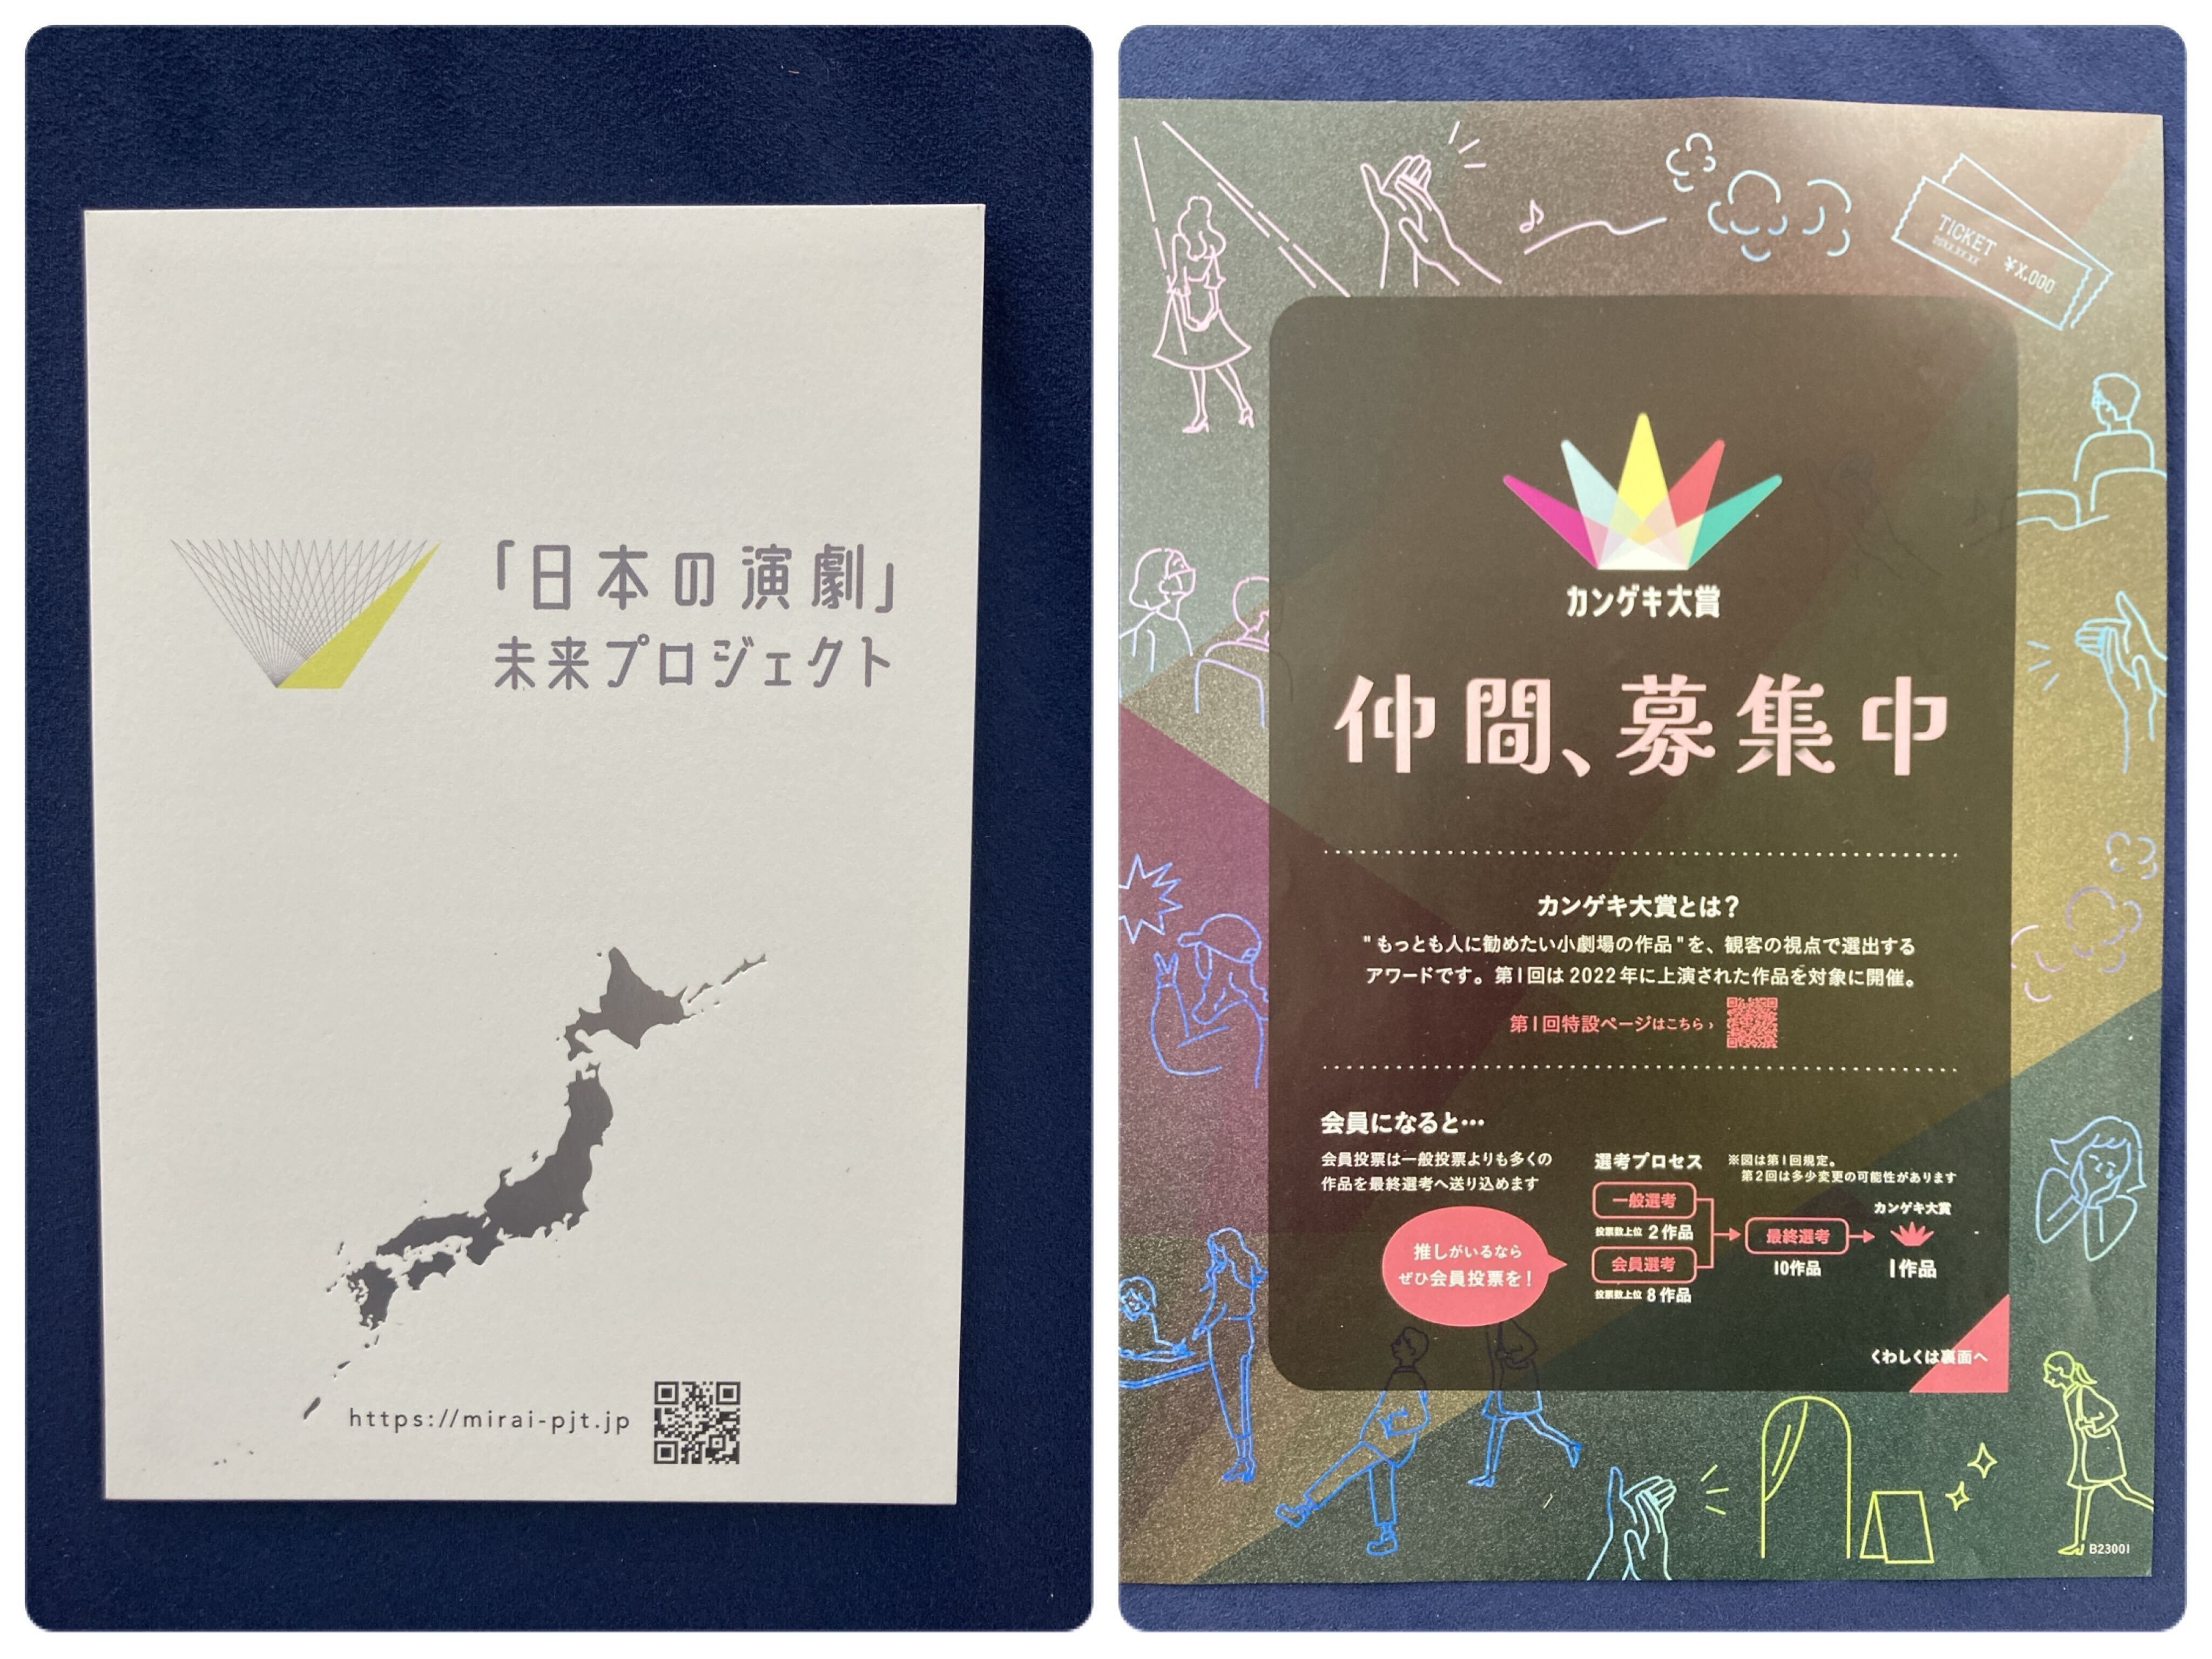 「日本の演劇」
未来プロジェクト
https://mirai-pjt.jp
TICKET
20XX.XX.XX
¥X,000
カンゲキ大賞
仲間、募集中
カンゲキ大賞とは？
"もっとも人に勧めたい小劇場の作品"を、観客の視点で選出する
アワードです。第1回は2022年に上演された作品を対象に開催。
第1回特設ページはこちら ›
会員になると…
会員投票は一般投票よりも多くの
作品を最終選考へ送り込めます
推しがいるなら
ぜひ会員投票を！
選考プロセス
※図は第1回規定。
第2回は多少変更の可能性があります
一般選考
投票数上位 2作品
会員選考
投票数上位 8作品
最終選考
10作品
カンゲキ大賞
1作品
くわしくは裏面へ
B23001